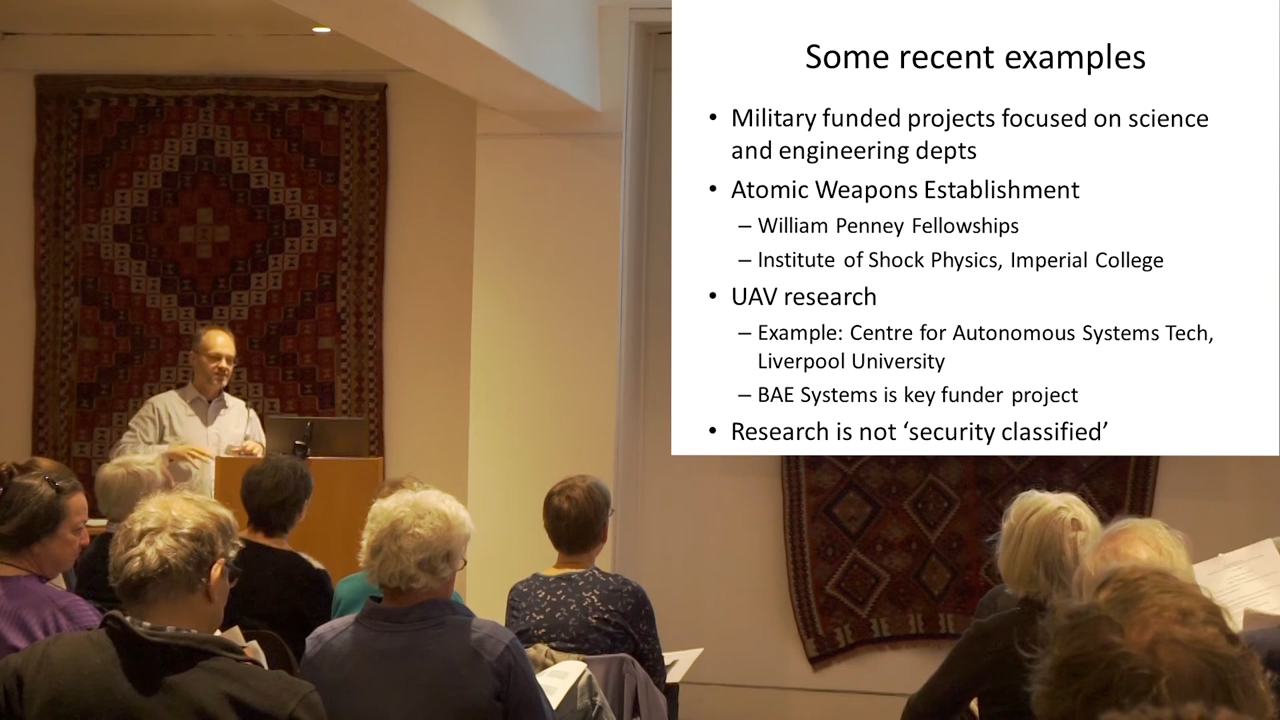 Some recent examples
• Military funded projects focused on science
and engineering depts
• Atomic Weapons Establishment
– William Penney Fellowships
– Institute of Shock Physics, Imperial College
• UAV research
– Example: Centre for Autonomous Systems Tech,
Liverpool University
– BAE Systems is key funder project
• Research is not ‘security classified’